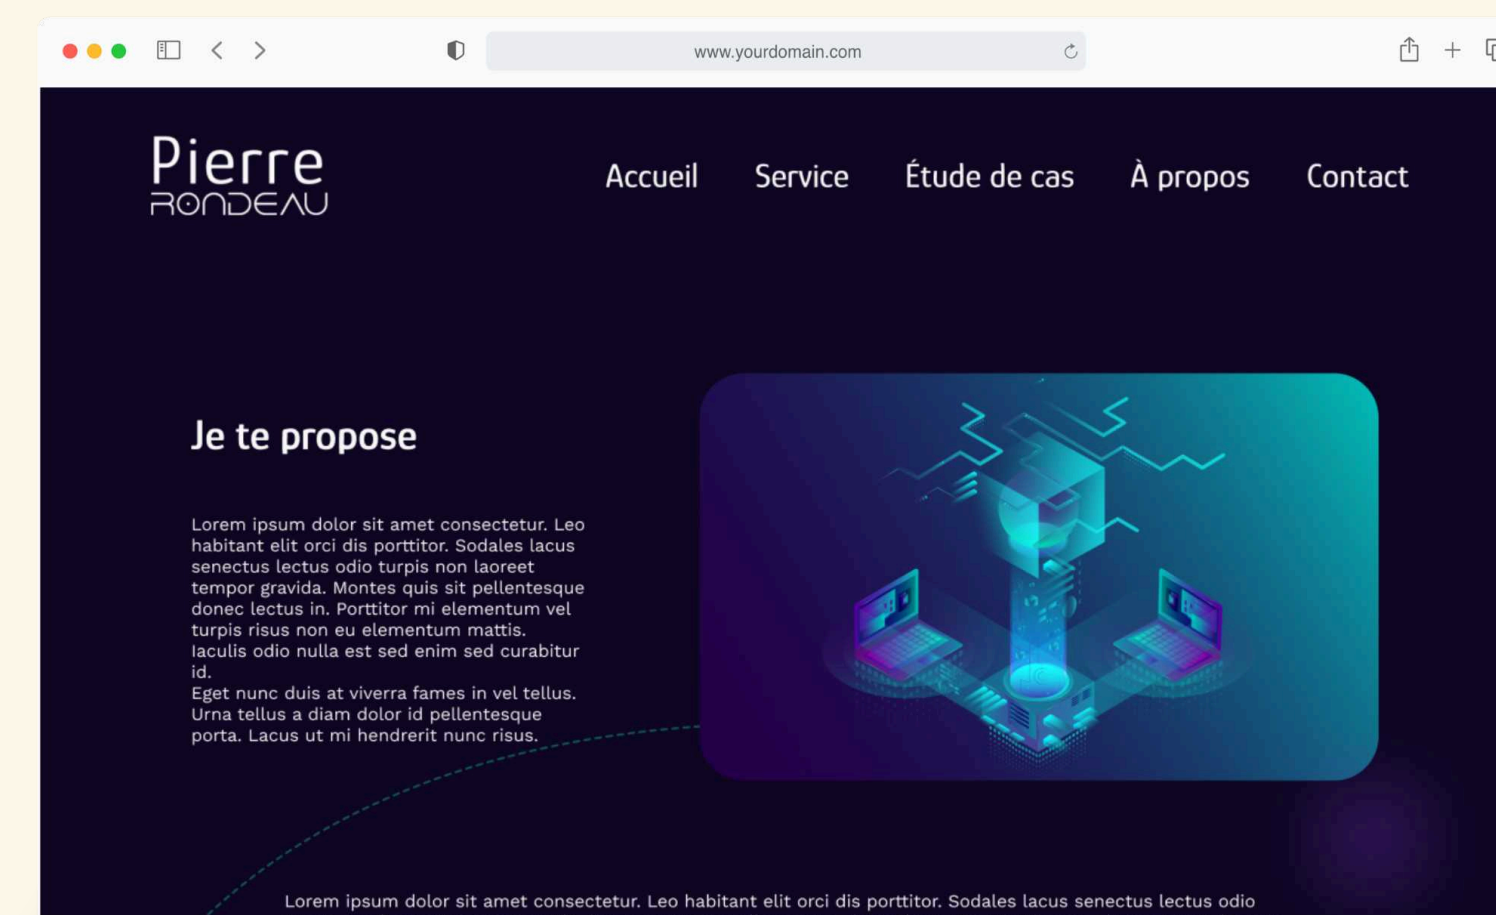 www.yourdomain.com
Pierre
RONDEAU
Accueil Service Étude de cas À propos Contact
Je te propose
Lorem ipsum dolor sit amet consectetur. Leo
habitant elit orci dis porttitor. Sodales lacus
senectus lectus odio turpis non laoreet
tempor gravida. Montes quis sit pellentesque
donec lectus in. Porttitor mi elementum vel
turpis risus non eu elementum mattis.
Iaculis odio nulla est sed enim sed curabitur
id.
Eget nunc duis at viverra fames in vel tellus.
Urna tellus a diam dolor id pellentesque
porta. Lacus ut mi hendrerit nunc risus.
Lorem ipsum dolor sit amet consectetur. Leo habitant elit orci dis porttitor. Sodales lacus senectus lectus odio